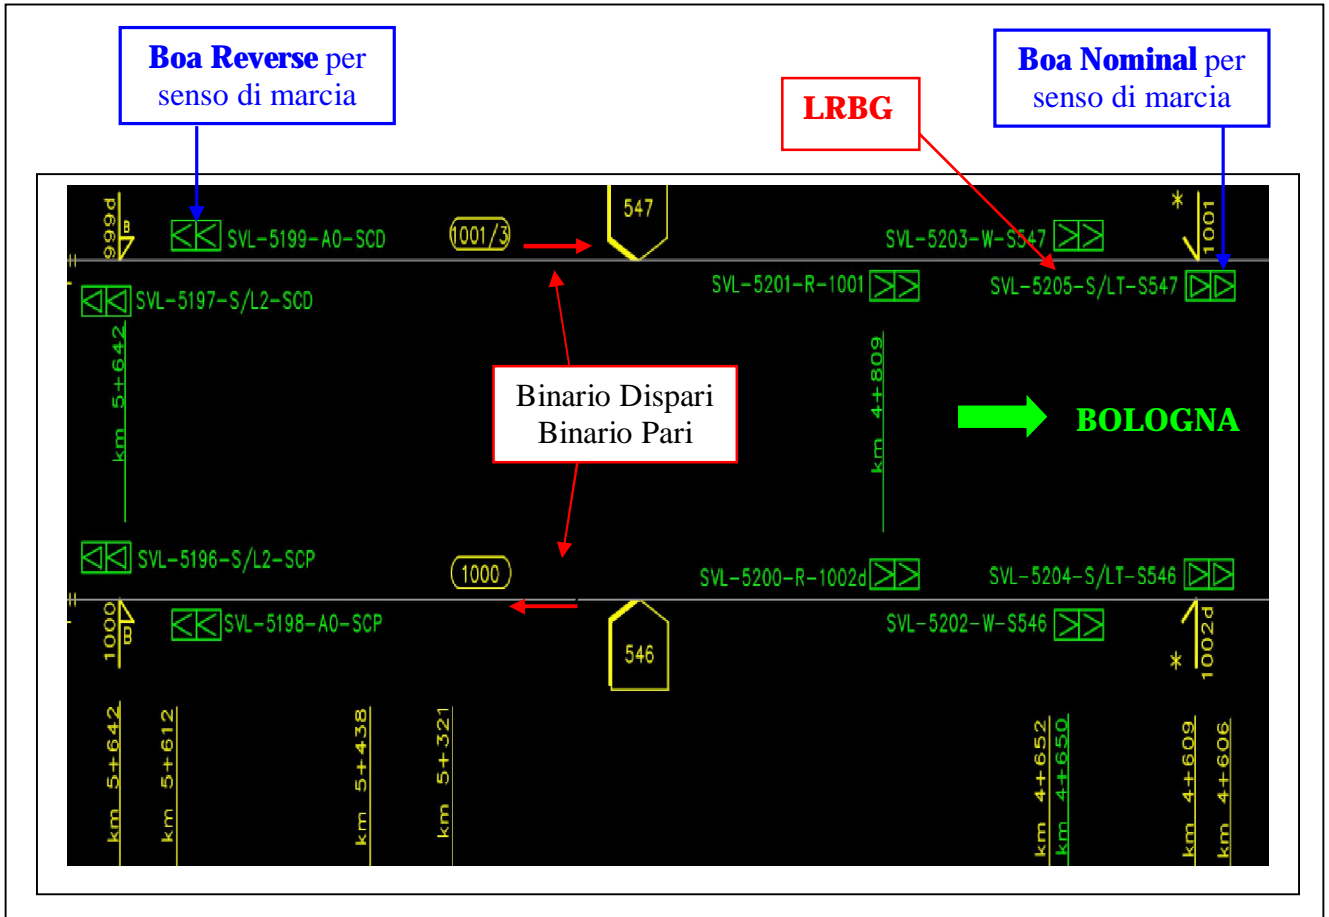 Boa Reverse per
senso di marcia
LRBG
Boa Nominal per
senso di marcia
999d
B
SVL-5199-A0-SCD
1001/3
547
SVL-5203-W-S547
*
1001
SVL-5197-S/L2-SCD
SVL-5201-R-1001
SVL-5205-S/LT-S547
km 5+642
km 4+809
Binario Dispari
Binario Pari
BOLOGNA
SVL-5196-S/L2-SCP
1000
SVL-5200-R-1002d
SVL-5204-S/LT-S546
1000
B
SVL-5198-A0-SCP
546
SVL-5202-W-S546
*
1002d
km 5+642
km 5+612
km 5+438
km 5+321
km 4+652
km 4+650
km 4+609
km 4+606